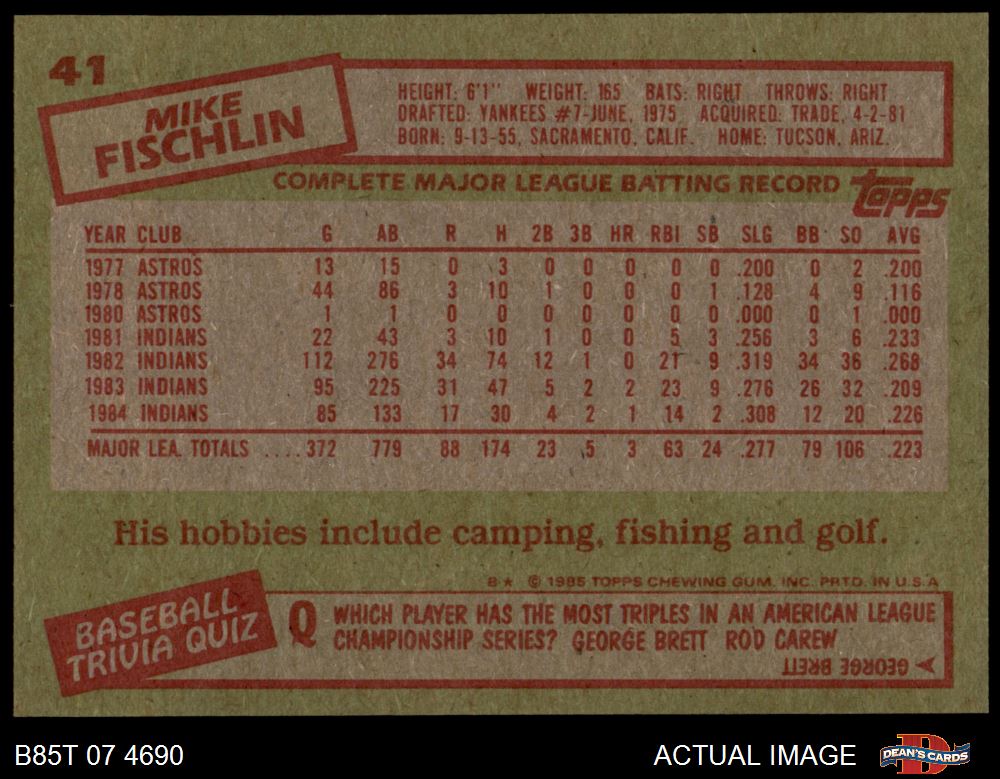 41
MIKE
FISCHLIN
HEIGHT: 6'1" WEIGHT: 165 BATS: RIGHT THROWS: RIGHT
DRAFTED: YANKEES #7-JUNE, 1975 ACQUIRED: TRADE, 4-2-81
BORN: 9-13-55, SACRAMENTO, CALIF. HOME: TUCSON, ARIZ.
COMPLETE MAJOR LEAGUE BATTING RECORD
Topps
YEAR CLUB G AB R H 2B 3B HR RBI SB SLG BB SO AVG
1977 ASTROS 13 15 0 3 0 0 0 0 0 .200 0 2 .200
1978 ASTROS 44 86 3 10 1 0 0 0 1 .128 4 9 .116
1980 ASTROS 1 1 0 0 0 0 0 0 0 .000 0 1 .000
1981 INDIANS 22 43 3 10 1 0 0 5 3 .256 3 6 .233
1982 INDIANS 112 276 34 74 12 1 0 21 9 .319 34 36 .268
1983 INDIANS 95 225 31 47 5 2 2 23 9 .276 26 32 .209
1984 INDIANS 85 133 17 30 4 2 1 14 2 .308 12 20 .226
MAJOR LEA. TOTALS ....372 779 88 174 23 5 3 63 24 .277 79 106 .223
His hobbies include camping, fishing and golf.
8★ © 1985 TOPPS CHEWING GUM, INC. PRTD. IN U.S.A
BASEBALL
TRIVIA QUIZ
Q WHICH PLAYER HAS THE MOST TRIPLES IN AN AMERICAN LEAGUE
CHAMPIONSHIP SERIES? GEORGE BRETT ROD CAREW
GEORGE BRETT
B85T 07 4690
ACTUAL IMAGE
DEAN'S CARDS